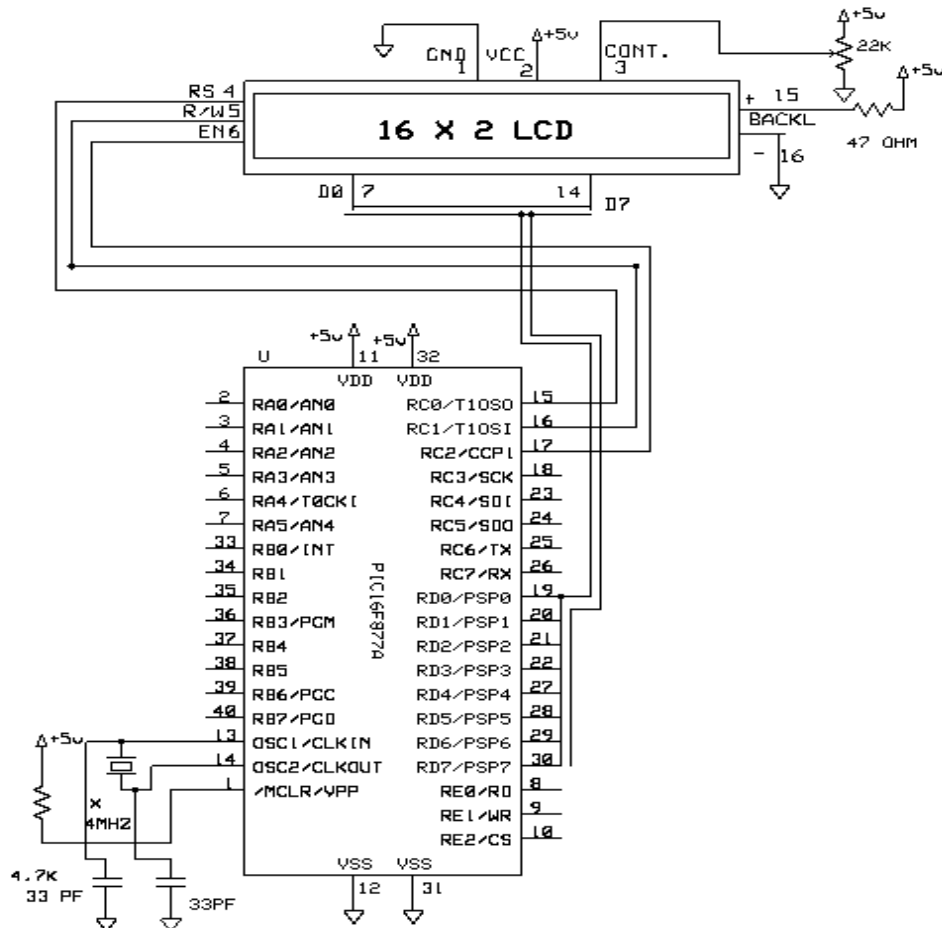 +5v
+5v
GND VCC CONT.
1 2 3
22K
+5v
RS 4
R/W5
EN6
+ 15
BACKL
- 16
47 OHM
16 X 2 LCD
D0 7 14 D7
+5v +5v
U 11 32
VDD VDD
2 RA0/AN0 RC0/T1OSO 15
3 RA1/AN1 RC1/T1OSI 16
4 RA2/AN2 RC2/CCP1 17
5 RA3/AN3 RC3/SCK 18
6 RA4/T0CKI RC4/SDI 23
7 RA5/AN4 RC5/SDO 24
33 RB0/INT RC6/TX 25
34 RB1 RC7/RX 26
35 RB2 RD0/PSP0 19
36 RB3/PGM RD1/PSP1 20
37 RB4 RD2/PSP2 21
38 RB5 RD3/PSP3 22
39 RB6/PGC RD4/PSP4 27
40 RB7/PGD RD5/PSP5 28
13 OSC1/CLKIN RD6/PSP6 29
14 OSC2/CLKOUT RD7/PSP7 30
1 /MCLR/VPP RE0/RD 8
RE1/WR 9
RE2/CS 10
PIC16F877A
+5v
X
4MHZ
4.7K
33 PF
33PF
VSS VSS
12 31